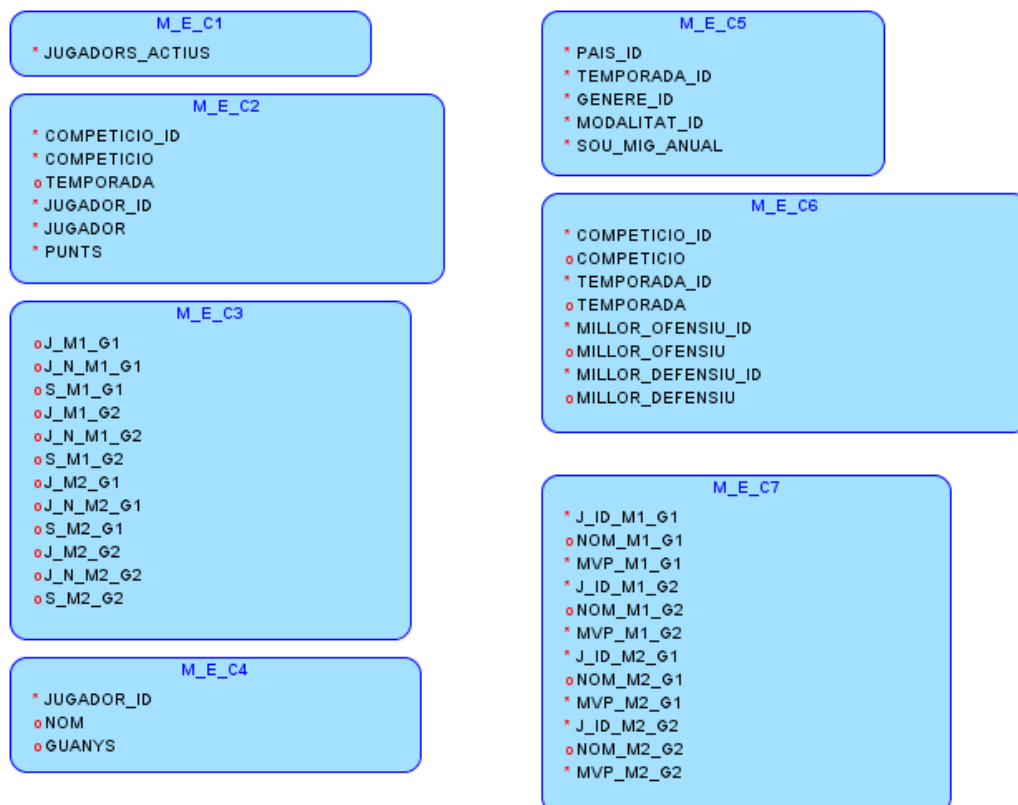 M_E_C1
* JUGADORS_ACTIUS
M_E_C2
* COMPETICIO_ID
* COMPETICIO
o TEMPORADA
* JUGADOR_ID
* JUGADOR
* PUNTS
M_E_C3
o J_M1_G1
o J_N_M1_G1
o S_M1_G1
o J_M1_G2
o J_N_M1_G2
o S_M1_G2
o J_M2_G1
o J_N_M2_G1
o S_M2_G1
o J_M2_G2
o J_N_M2_G2
o S_M2_G2
M_E_C4
* JUGADOR_ID
o NOM
o GUANYS
M_E_C5
* PAIS_ID
* TEMPORADA_ID
* GENERE_ID
* MODALITAT_ID
* SOU_MIG_ANUAL
M_E_C6
* COMPETICIO_ID
o COMPETICIO
* TEMPORADA_ID
o TEMPORADA
* MILLOR_OFENSIU_ID
o MILLOR_OFENSIU
* MILLOR_DEFENSIU_ID
o MILLOR_DEFENSIU
M_E_C7
* J_ID_M1_G1
o NOM_M1_G1
* MVP_M1_G1
* J_ID_M1_G2
o NOM_M1_G2
* MVP_M1_G2
* J_ID_M2_G1
o NOM_M2_G1
* MVP_M2_G1
* J_ID_M2_G2
o NOM_M2_G2
* MVP_M2_G2